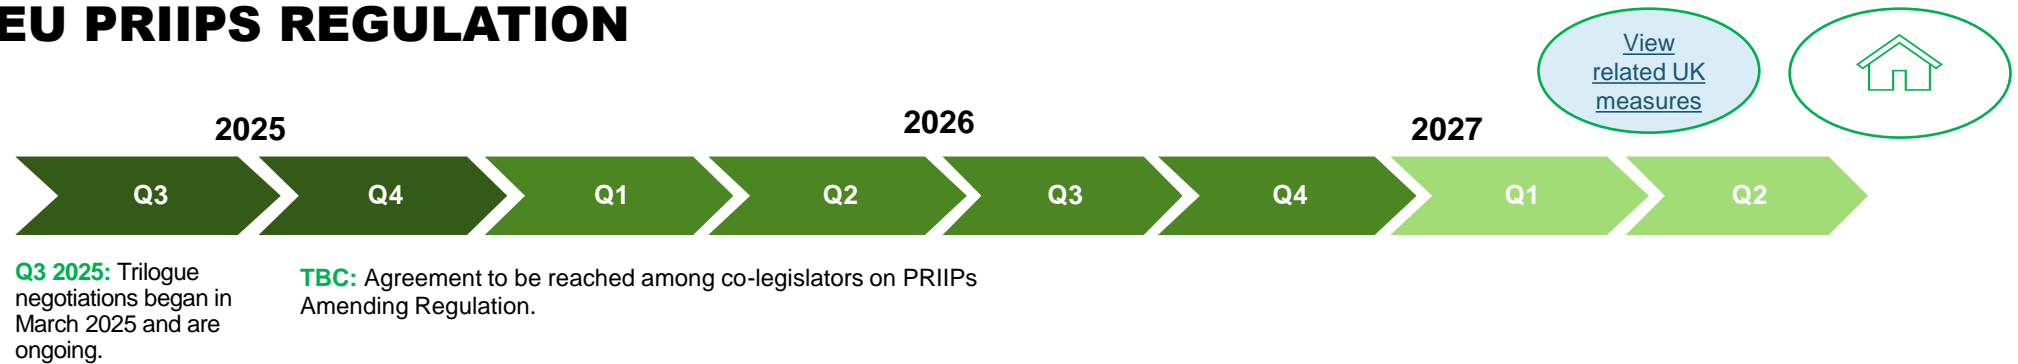 EU PRIIPS REGULATION
View
related UK
measures
2025
2026
2027
Q3
Q4
Q1
Q2
Q3
Q4
Q1
Q2
Q3 2025: Trilogue
negotiations began in
March 2025 and are
ongoing.
TBC: Agreement to be reached among co-legislators on PRIIPs
Amending Regulation.